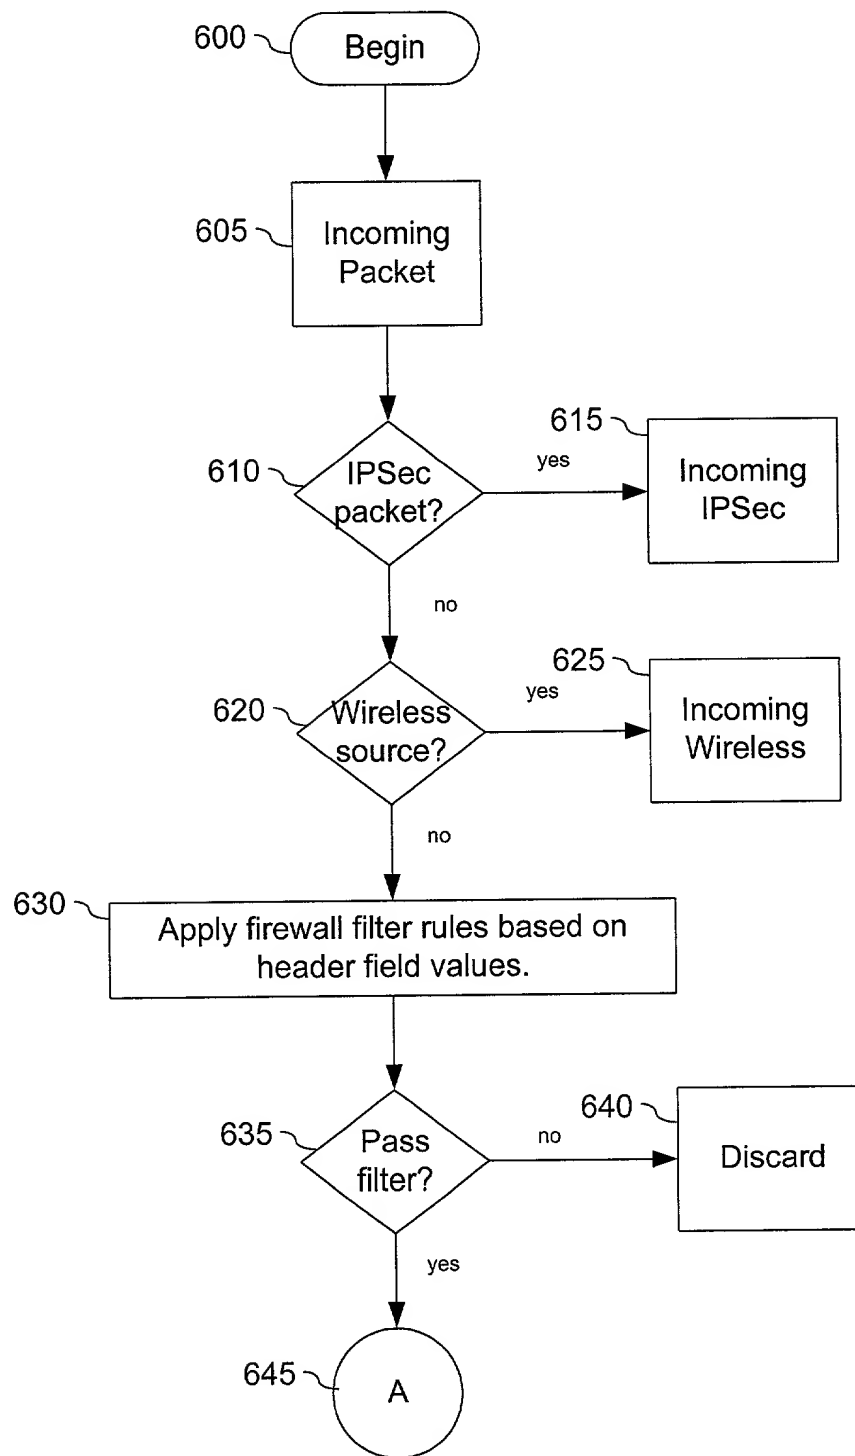 600
Begin
605
Incoming
Packet
610
IPSec
packet?
yes
615
Incoming
IPSec
no
620
Wireless
source?
yes
625
Incoming
Wireless
no
630
Apply firewall filter rules based on
header field values.
635
Pass
filter?
no
640
Discard
yes
645
A